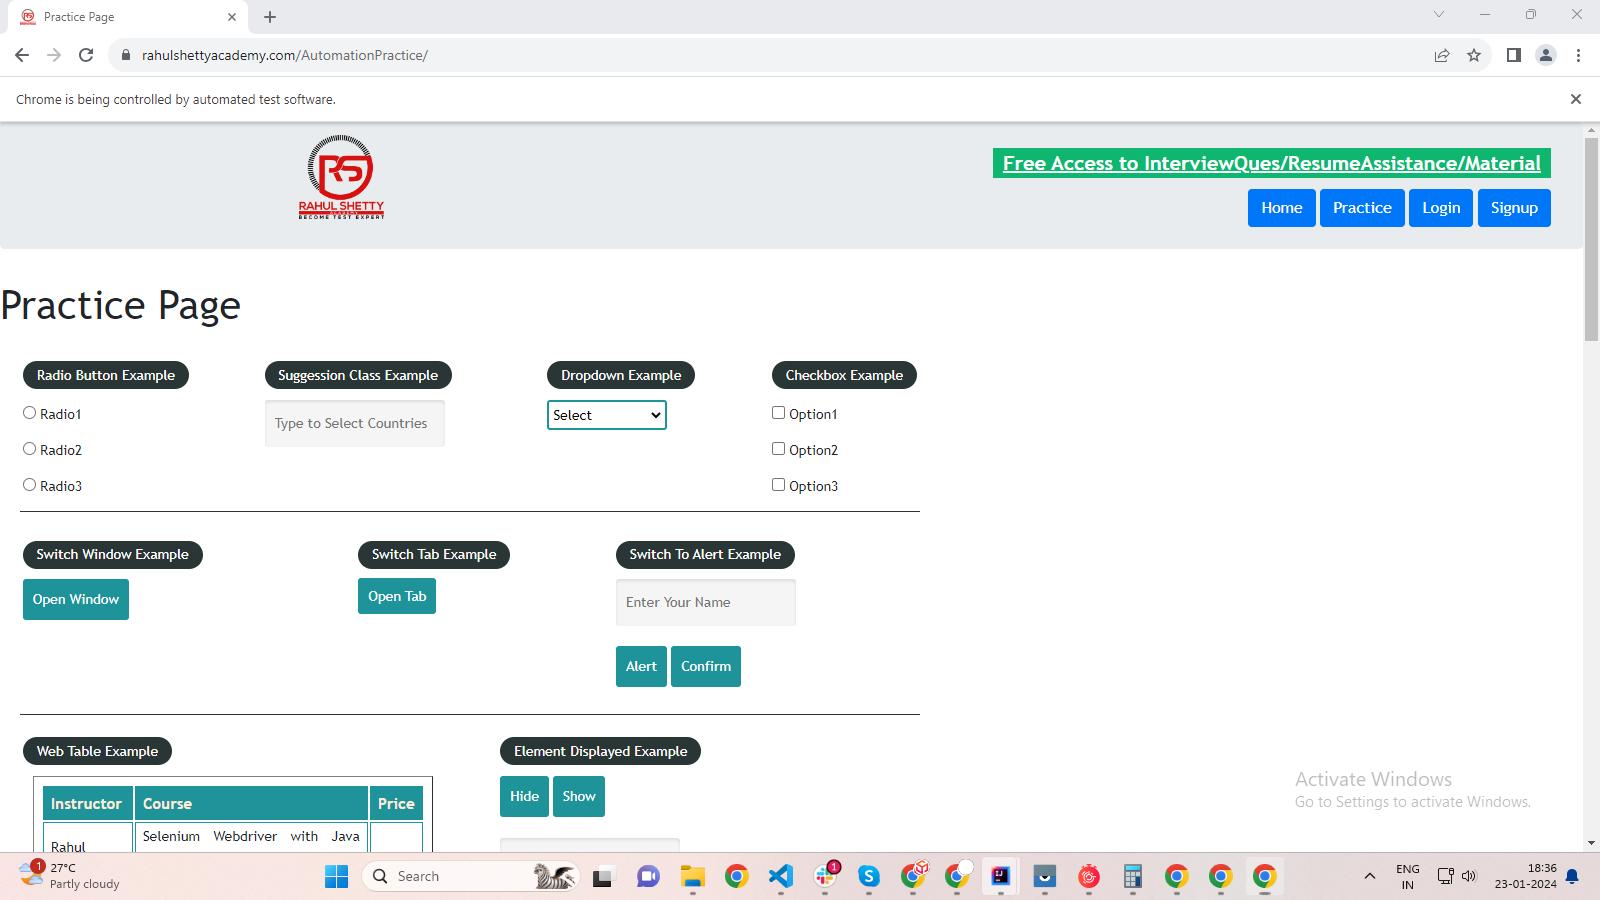 Practice Page
rahulshettyacademy.com/AutomationPractice/
Chrome is being controlled by automated test software.
RS
RAHUL SHETTY
ACADEMY
BECOME TEST EXPERT
Free Access to InterviewQues/ResumeAssistance/Material
Home Practice Login Signup
Practice Page
Radio Button Example Suggession Class Example Dropdown Example Checkbox Example
Radio1 Type to Select Countries Select Option1
Radio2 Option2
Radio3 Option3
Switch Window Example Switch Tab Example Switch To Alert Example
Open Window Open Tab Enter Your Name
Alert Confirm
Web Table Example Element Displayed Example
Hide Show
Instructor Course Price
Selenium Webdriver with Java
Rahul
Activate Windows
Go to Settings to activate Windows.
1 27°C
Partly cloudy
Search
1
ENG
IN
18:36
23-01-2024